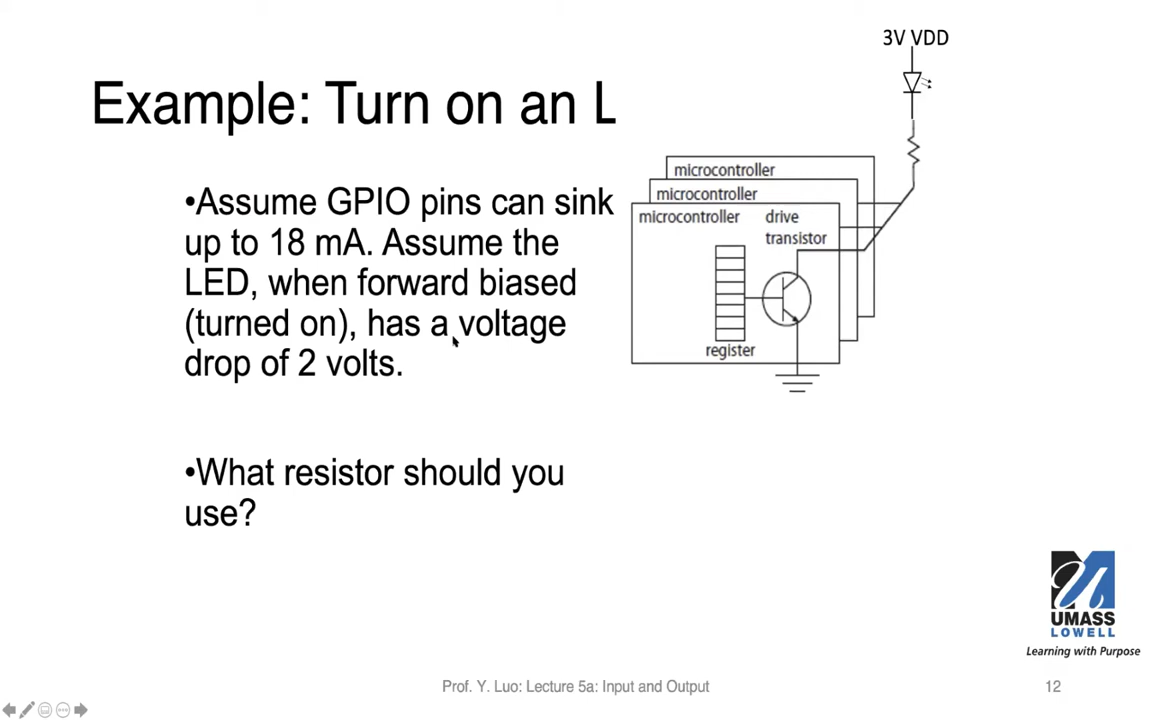 3V VDD
Example: Turn on an L
•Assume GPIO pins can sink
up to 18 mA. Assume the
LED, when forward biased
(turned on), has a voltage
drop of 2 volts.
microcontroller
microcontroller
microcontroller drive
transistor
register
•What resistor should you
use?
UMASS
LOWELL
Learning with Purpose
Prof. Y. Luo: Lecture 5a: Input and Output 12